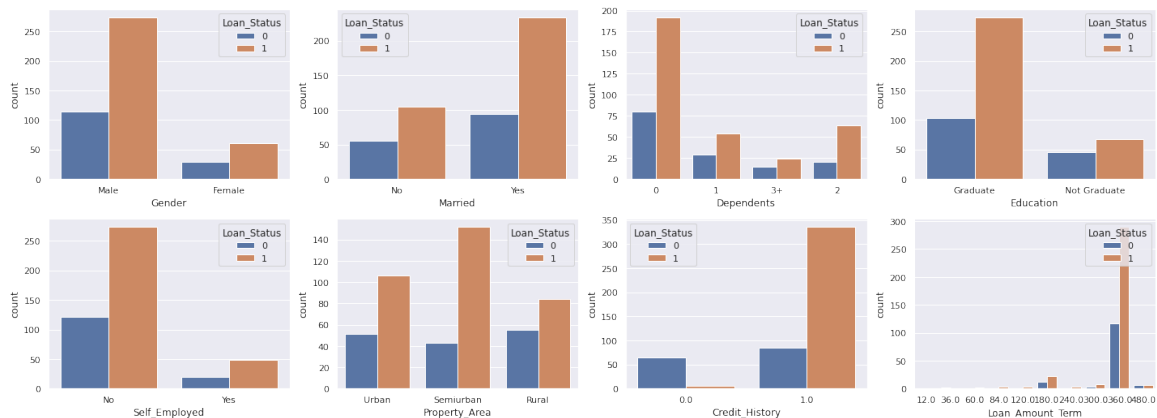 Loan_Status
0
1
250
200
150
100
50
0
count
Male Female
Gender
Loan_Status
0
1
200
150
100
50
0
count
No Yes
Married
Loan_Status
0
1
200
175
150
125
100
75
50
25
0
count
0 1 3+ 2
Dependents
Loan_Status
0
1
250
200
150
100
50
0
count
Graduate Not Graduate
Education
Loan_Status
0
1
250
200
150
100
50
0
count
No Yes
Self_Employed
Loan_Status
0
1
140
120
100
80
60
40
20
0
count
Urban Semiurban Rural
Property_Area
Loan_Status
0
1
350
300
250
200
150
100
50
0
count
0.0 1.0
Credit_History
Loan_Status
0
1
300
250
200
150
100
50
0
count
12.0 36.0 60.0 84.0 120.0180.0240.0300.0360.0480.0
Loan_Amount_Term